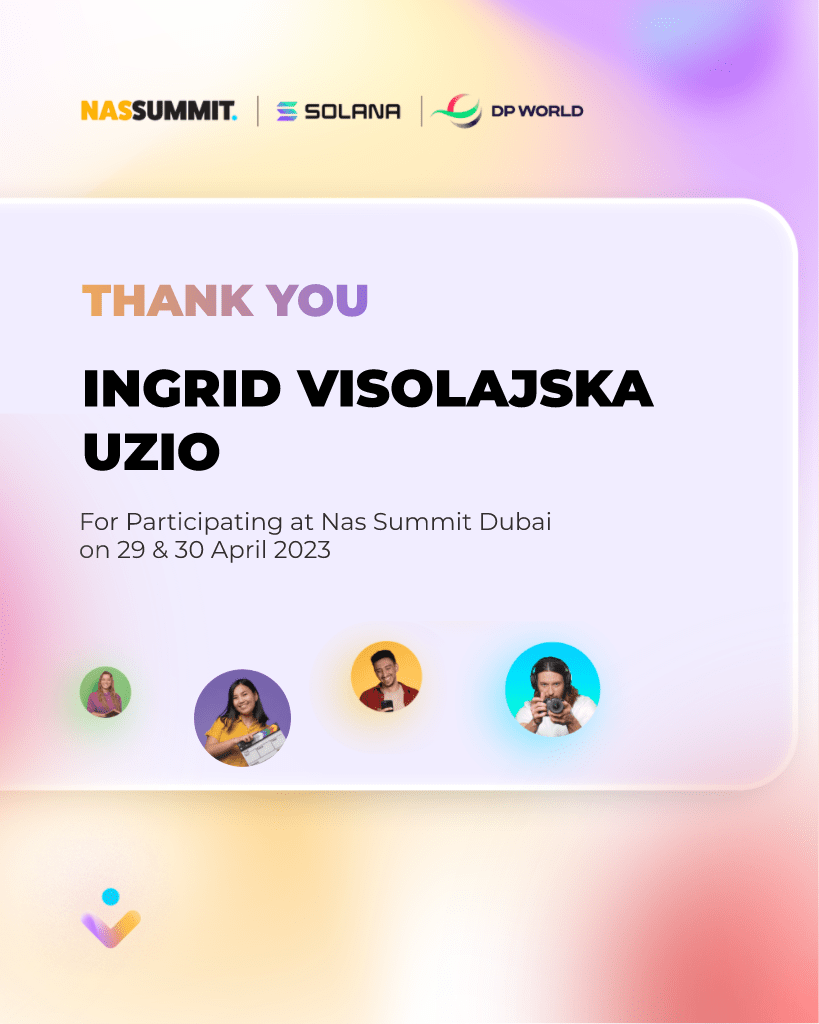 NASSUMMIT. SOLANA DP WORLD
THANK YOU
INGRID VISOLAJSKA
UZIO
For Participating at Nas Summit Dubai
on 29 & 30 April 2023